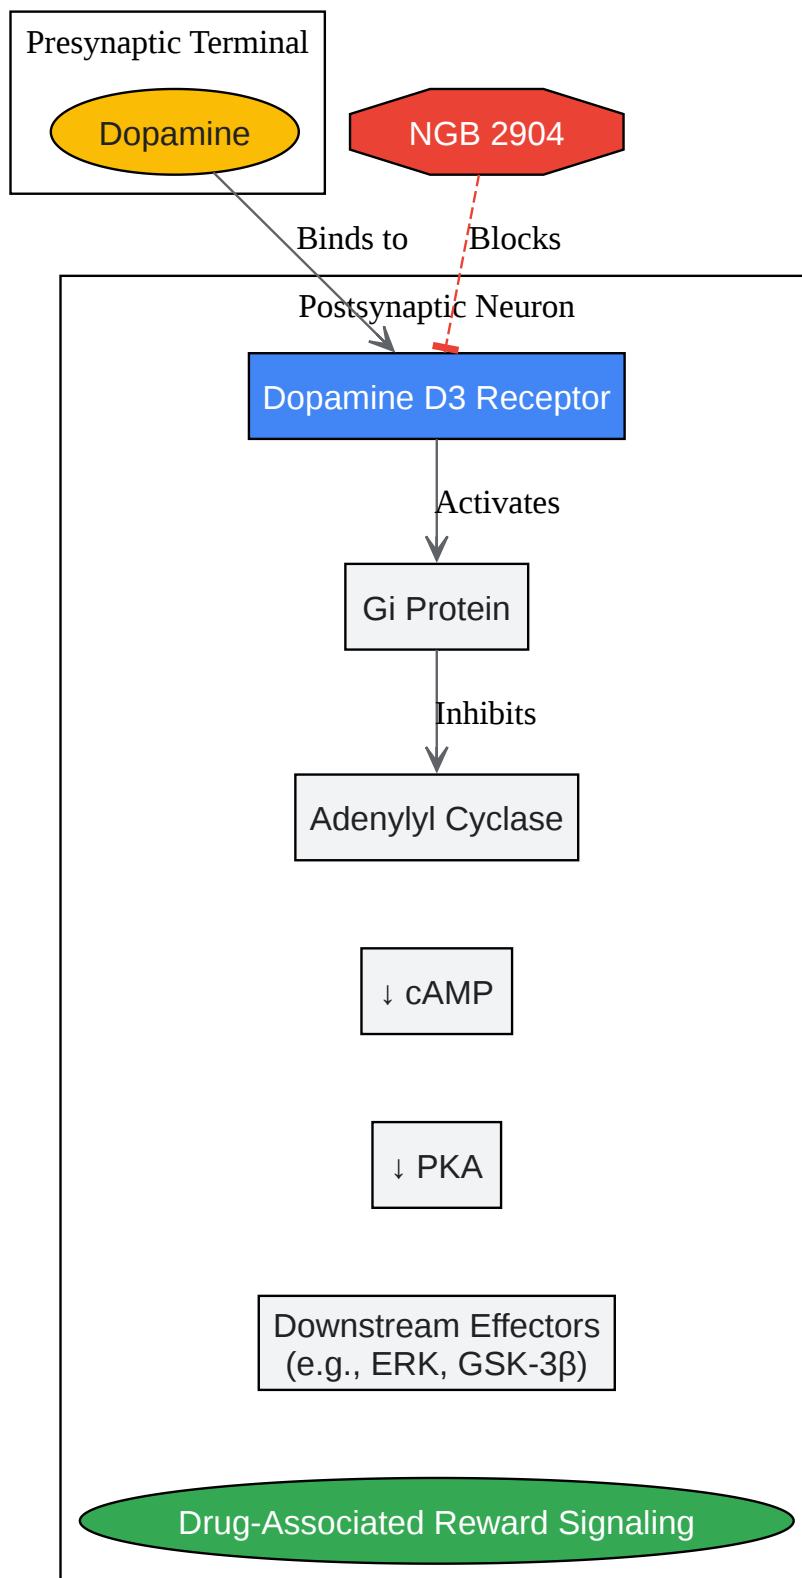 Presynaptic Terminal
Dopamine
NGB 2904
Binds to
Blocks
Postsynaptic Neuron
Dopamine D3 Receptor
Activates
Gi Protein
Inhibits
Adenylyl Cyclase
↓ cAMP
↓ PKA
Downstream Effectors
(e.g., ERK, GSK-3β)
Drug-Associated Reward Signaling